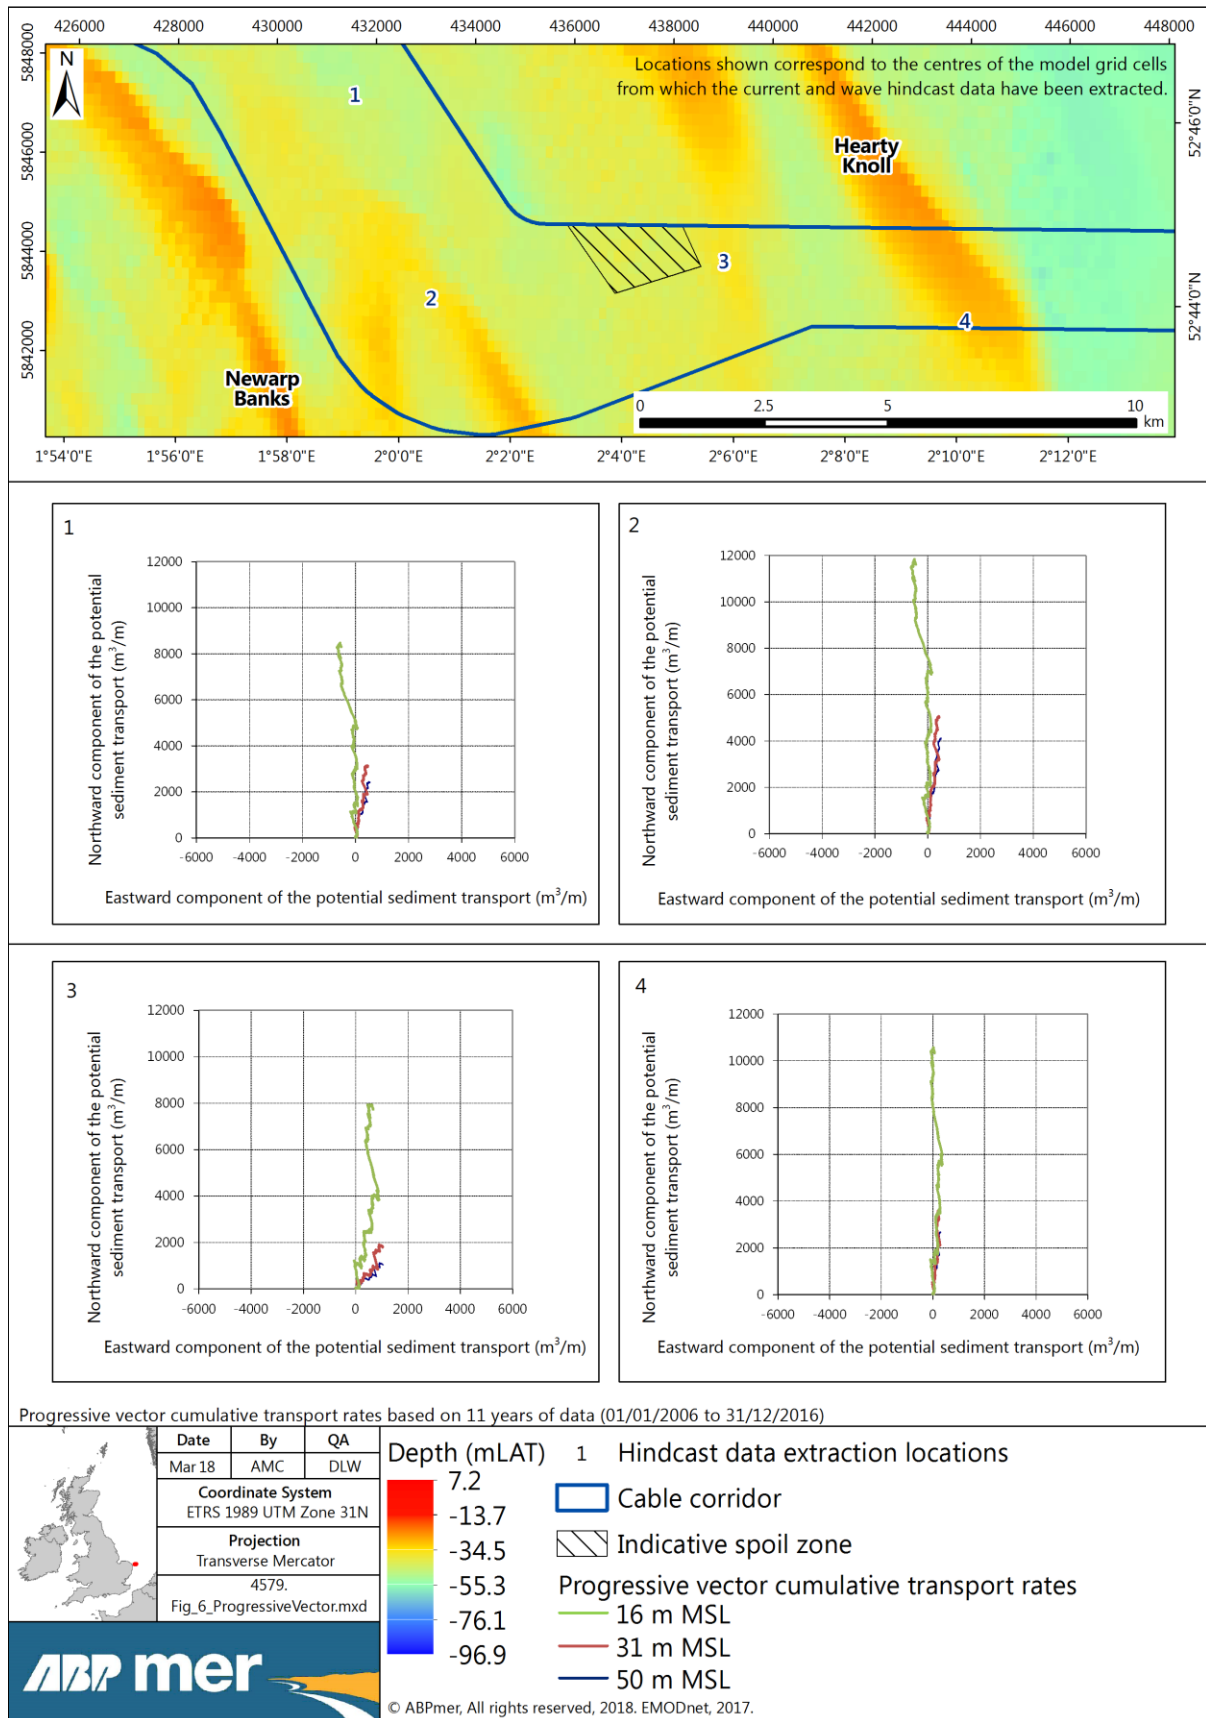 426000 428000 430000 432000 434000 436000 438000 440000 442000 444000 446000 448000
5848000
5846000
5844000
5842000
N
Locations shown correspond to the centres of the model grid cells
from which the current and wave hindcast data have been extracted.
52°46'0"N
52°44'0"N
1
2
3
4
Hearty
Knoll
Newarp
Banks
0 2.5 5 10
km
1°54'0"E 1°56'0"E 1°58'0"E 2°0'0"E 2°2'0"E 2°4'0"E 2°6'0"E 2°8'0"E 2°10'0"E 2°12'0"E
1
Northward component of the potential
sediment transport (m³/m)
12000
10000
8000
6000
4000
2000
0
-6000 -4000 -2000 0 2000 4000 6000
Eastward component of the potential sediment transport (m³/m)
2
Northward component of the potential
sediment transport (m³/m)
12000
10000
8000
6000
4000
2000
0
-6000 -4000 -2000 0 2000 4000 6000
Eastward component of the potential sediment transport (m³/m)
3
Northward component of the potential
sediment transport (m³/m)
12000
10000
8000
6000
4000
2000
0
-6000 -4000 -2000 0 2000 4000 6000
Eastward component of the potential sediment transport (m³/m)
4
Northward component of the potential
sediment transport (m³/m)
12000
10000
8000
6000
4000
2000
0
-6000 -4000 -2000 0 2000 4000 6000
Eastward component of the potential sediment transport (m³/m)
Progressive vector cumulative transport rates based on 11 years of data (01/01/2006 to 31/12/2016)
Date By QA
Mar 18 AMC DLW
Coordinate System
ETRS 1989 UTM Zone 31N
Projection
Transverse Mercator
4579.
Fig_6_ProgressiveVector.mxd
ABP mer
Depth (mLAT)
7.2
-13.7
-34.5
-55.3
-76.1
-96.9
1 Hindcast data extraction locations
Cable corridor
Indicative spoil zone
Progressive vector cumulative transport rates
16 m MSL
31 m MSL
50 m MSL
© ABPmer, All rights reserved, 2018. EMODnet, 2017.